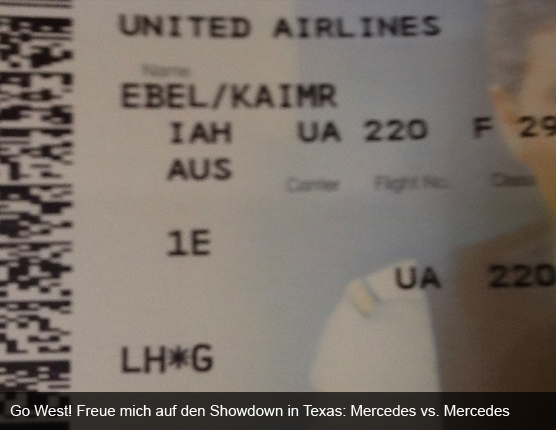 UNITED AIRLINES
Name
EBEL/KAIMR
IAH UA 220 F 29
AUS
Carrier Flight No. Class
1E
UA 220
LH*G
Go West! Freue mich auf den Showdown in Texas: Mercedes vs. Mercedes